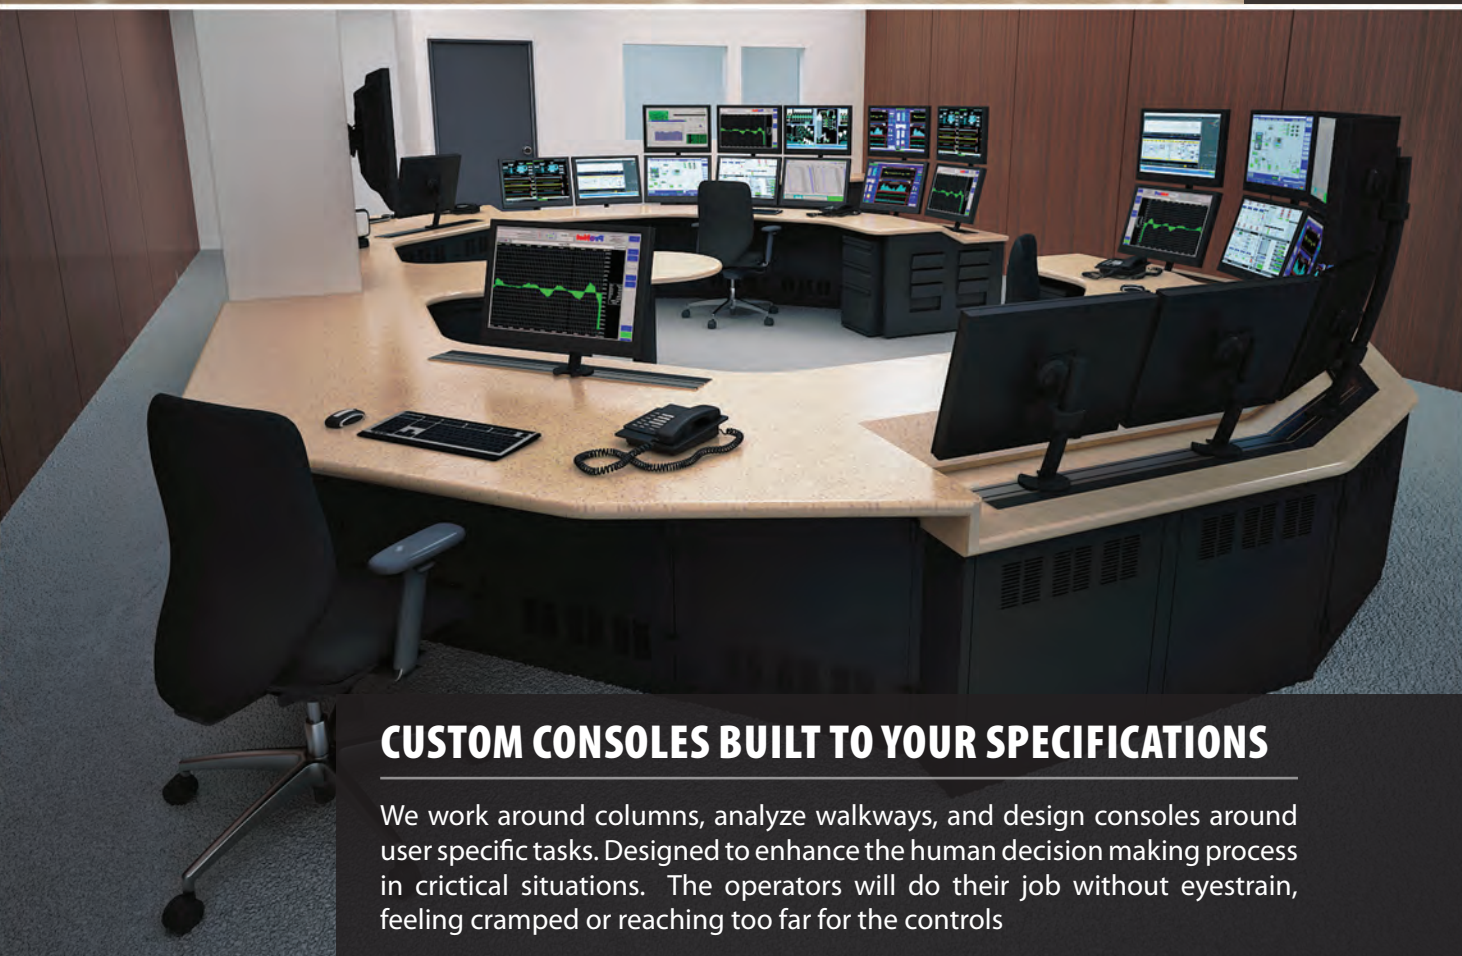 CUSTOM CONSOLES BUILT TO YOUR SPECIFICATIONS
We work around columns, analyze walkways, and design consoles around
user specific tasks. Designed to enhance the human decision making process
in crictical situations. The operators will do their job without eyestrain,
feeling cramped or reaching too far for the controls